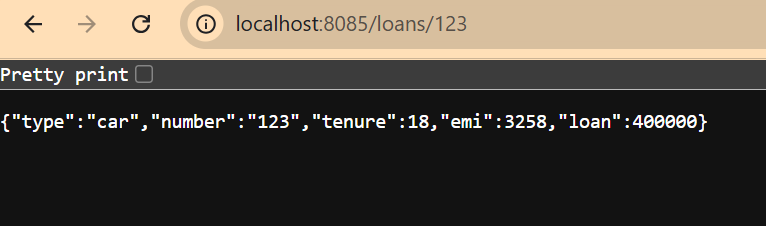 localhost:8085/loans/123
Pretty print
{"type":"car","number":"123","tenure":18,"emi":3258,"loan":400000}